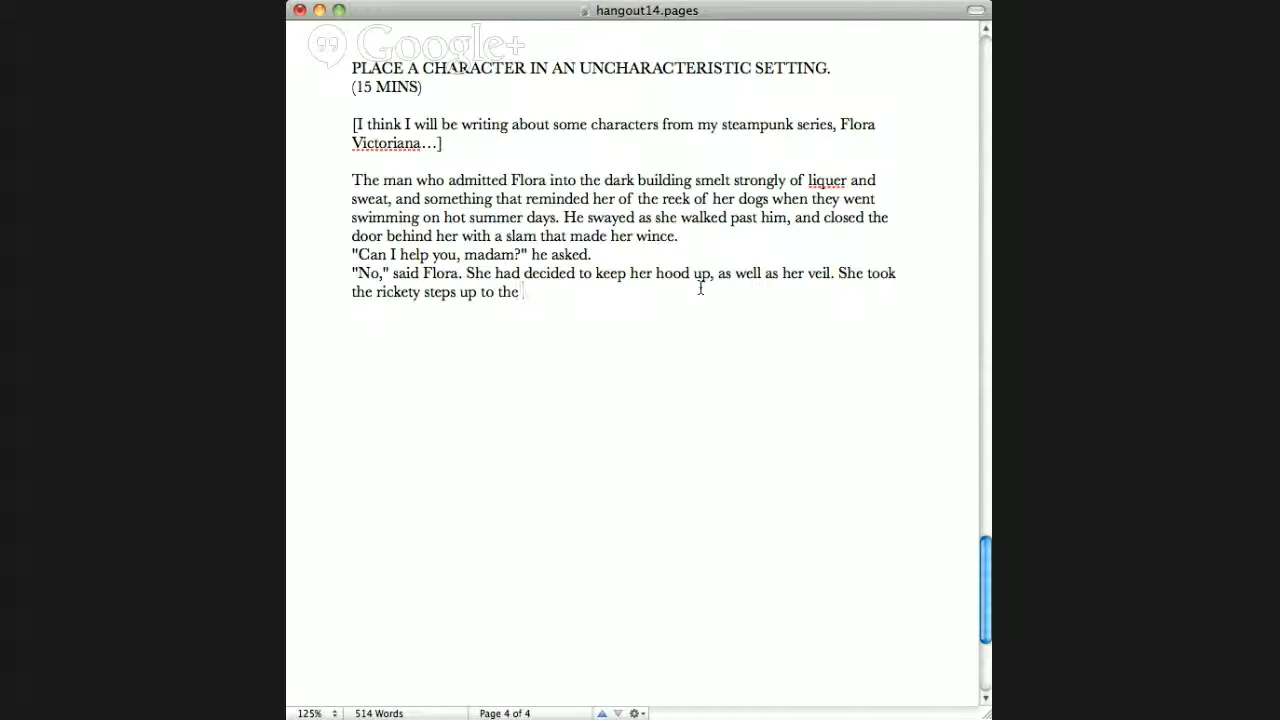 hangout14.pages
Google+
PLACE A CHARACTER IN AN UNCHARACTERISTIC SETTING.
(15 MINS)
[I think I will be writing about some characters from my steampunk series, Flora
Victoriana…]
The man who admitted Flora into the dark building smelt strongly of liquer and
sweat, and something that reminded her of the reek of her dogs when they went
swimming on hot summer days. He swayed as she walked past him, and closed the
door behind her with a slam that made her wince.
"Can I help you, madam?" he asked.
"No," said Flora. She had decided to keep her hood up, as well as her veil. She took
the rickety steps up to the
125% 514 Words Page 4 of 4